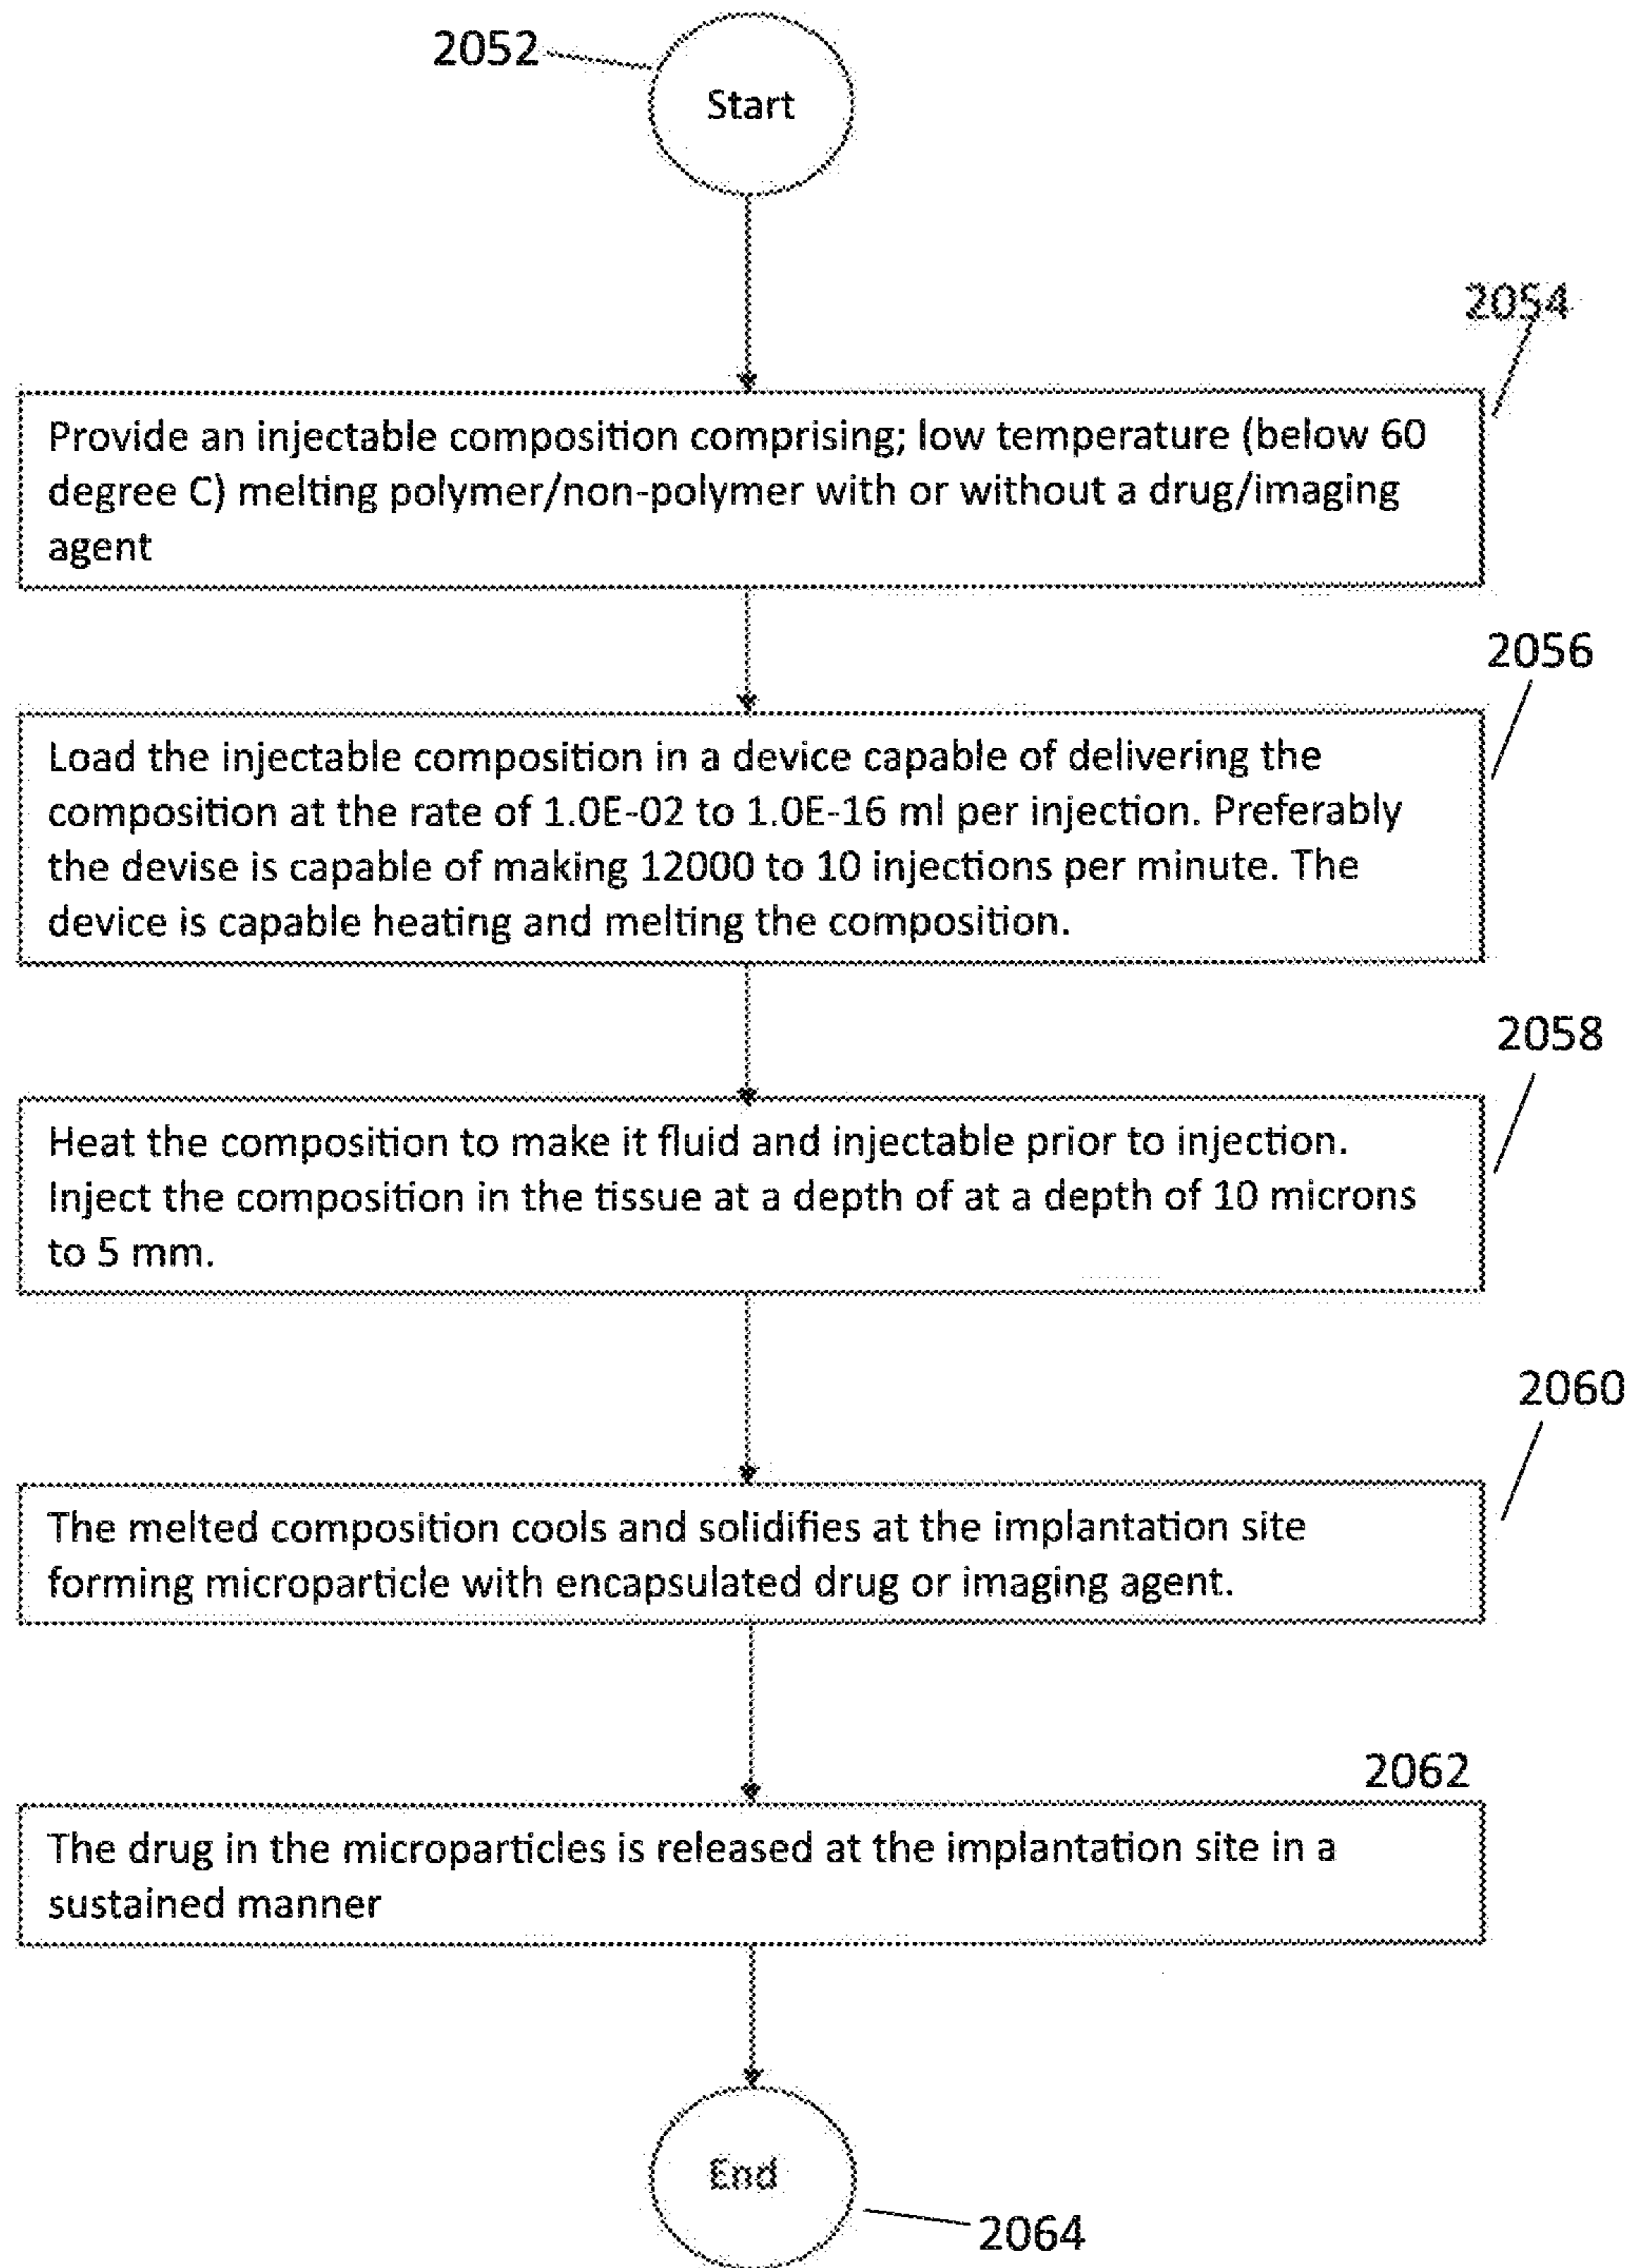 2052
Start
2054
Provide an injectable composition comprising; low temperature (below 60
degree C) melting polymer/non-polymer with or without a drug/imaging
agent
2056
Load the injectable composition in a device capable of delivering the
composition at the rate of 1.0E-02 to 1.0E-16 ml per injection. Preferably
the devise is capable of making 12000 to 10 injections per minute. The
device is capable heating and melting the composition.
2058
Heat the composition to make it fluid and injectable prior to injection.
Inject the composition in the tissue at a depth of at a depth of 10 microns
to 5 mm.
2060
The melted composition cools and solidifies at the implantation site
forming microparticle with encapsulated drug or imaging agent.
2062
The drug in the microparticles is released at the implantation site in a
sustained manner
End
2064